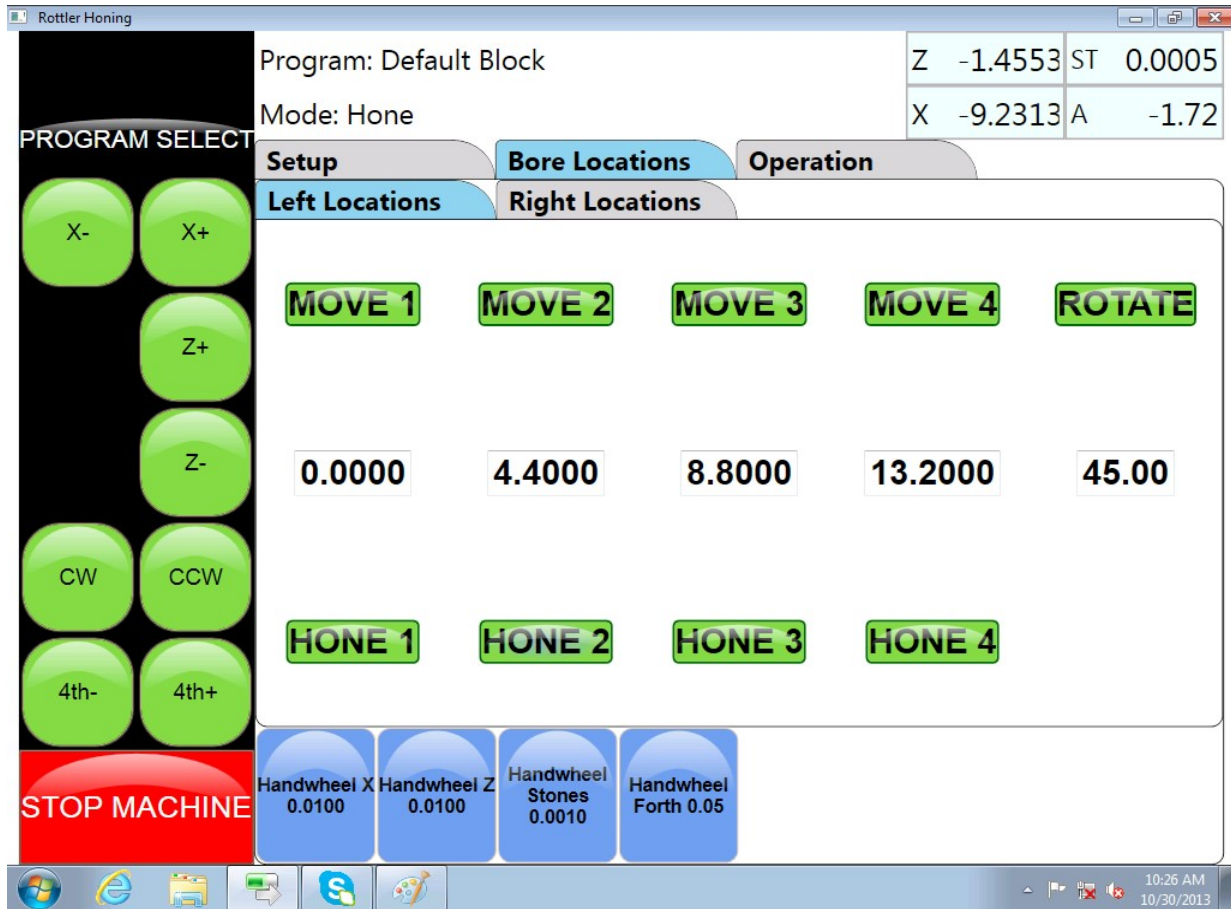 Rottler Honing
Program: Default Block
Z -1.4553 ST 0.0005
Mode: Hone
X -9.2313 A -1.72
PROGRAM SELECT
Setup Bore Locations Operation
Left Locations Right Locations
X- X+
Z+
Z-
CW CCW
4th- 4th+
STOP MACHINE
MOVE 1 MOVE 2 MOVE 3 MOVE 4 ROTATE
0.0000 4.4000 8.8000 13.2000 45.00
HONE 1 HONE 2 HONE 3 HONE 4
Handwheel X
0.0100
Handwheel Z
0.0100
Handwheel
Stones
0.0010
Handwheel
Forth 0.05
10:26 AM
10/30/2013